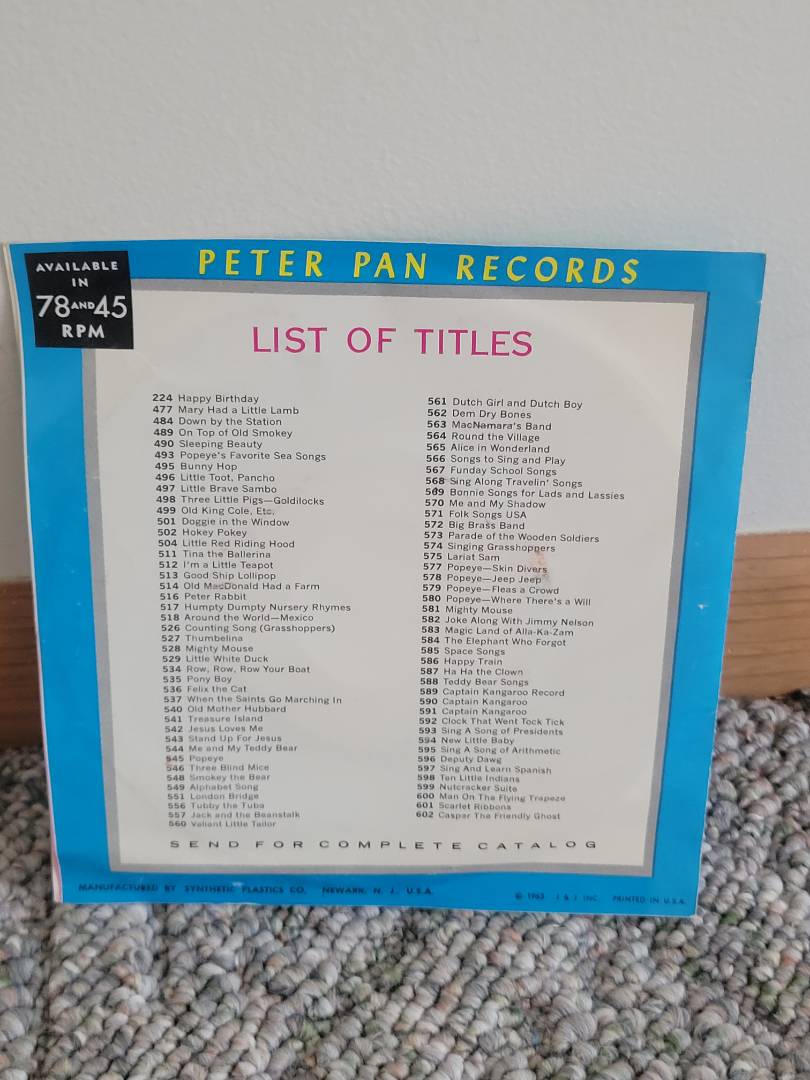 AVAILABLE
IN
78 AND 45
RPM
PETER PAN RECORDS
LIST OF TITLES
224 Happy Birthday
477 Mary Had a Little Lamb
484 Down by the Station
489 On Top of Old Smokey
490 Sleeping Beauty
493 Popeye's Favorite Sea Songs
495 Bunny Hop
496 Little Toot, Pancho
497 Little Brave Sambo
498 Three Little Pigs—Goldilocks
499 Old King Cole, Etc.
501 Doggie in the Window
502 Hokey Pokey
504 Little Red Riding Hood
511 Tina the Ballerina
512 I'm a Little Teapot
513 Good Ship Lollipop
514 Old MacDonald Had a Farm
516 Peter Rabbit
517 Humpty Dumpty Nursery Rhymes
518 Around the World—Mexico
526 Counting Song (Grasshoppers)
527 Thumbelina
528 Mighty Mouse
529 Little White Duck
534 Row, Row, Row Your Boat
535 Pony Boy
536 Felix the Cat
537 When the Saints Go Marching In
540 Old Mother Hubbard
541 Treasure Island
542 Jesus Loves Me
543 Stand Up For Jesus
544 Me and My Teddy Bear
545 Popeye
546 Three Blind Mice
548 Smokey the Bear
549 Alphabet Song
551 London Bridge
556 Tubby the Tuba
557 Jack and the Beanstalk
560 Valiant Little Tailor
561 Dutch Girl and Dutch Boy
562 Dem Dry Bones
563 MacNamara's Band
564 Round the Village
565 Alice in Wonderland
566 Songs to Sing and Play
567 Funday School Songs
568 Sing Along Travelin' Songs
569 Bonnie Songs for Lads and Lassies
570 Me and My Shadow
571 Folk Songs USA
572 Big Brass Band
573 Parade of the Wooden Soldiers
574 Singing Grasshoppers
575 Lariat Sam
577 Popeye—Skin Divers
578 Popeye—Jeep Jeep
579 Popeye—Fleas a Crowd
580 Popeye—Where There's a Will
581 Mighty Mouse
582 Joke Along With Jimmy Nelson
583 Magic Land of Alla-Ka-Zam
584 The Elephant Who Forgot
585 Space Songs
586 Happy Train
587 Ha Ha the Clown
588 Teddy Bear Songs
589 Captain Kangaroo Record
590 Captain Kangaroo
591 Captain Kangaroo
592 Clock That Went Tock Tick
593 Sing A Song of Presidents
594 New Little Baby
595 Sing A Song of Arithmetic
596 Deputy Dawg
597 Sing And Learn Spanish
598 Ten Little Indians
599 Nutcracker Suite
600 Man On The Flying Trapeze
601 Scarlet Ribbons
602 Casper The Friendly Ghost
SEND FOR COMPLETE CATALOG
MANUFACTURED BY SYNTHETIC PLASTICS CO. NEWARK, N. J., U.S.A.
© 1963 J & J INC. PRINTED IN U.S.A.